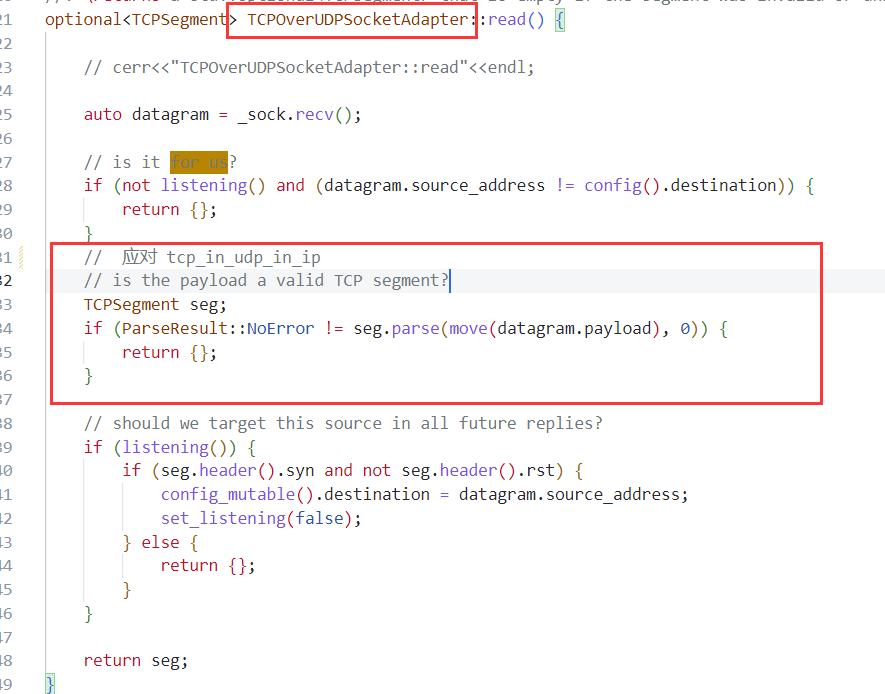 21 optional<TCPSegment> TCPOverUDPSocketAdapter::read() {
22
23 // cerr<<"TCPOverUDPSocketAdapter::read"<<endl;
24
25 auto datagram = _sock.recv();
26
27 // is it for us?
28 if (not listening() and (datagram.source_address != config().destination)) {
29 return {};
30 }
31 // 应对 tcp_in_udp_in_ip
32 // is the payload a valid TCP segment?
33 TCPSegment seg;
34 if (ParseResult::NoError != seg.parse(move(datagram.payload), 0)) {
35 return {};
36 }
37
38 // should we target this source in all future replies?
39 if (listening()) {
40 if (seg.header().syn and not seg.header().rst) {
41 config_mutable().destination = datagram.source_address;
42 set_listening(false);
43 } else {
44 return {};
45 }
46 }
47
48 return seg;
49 }